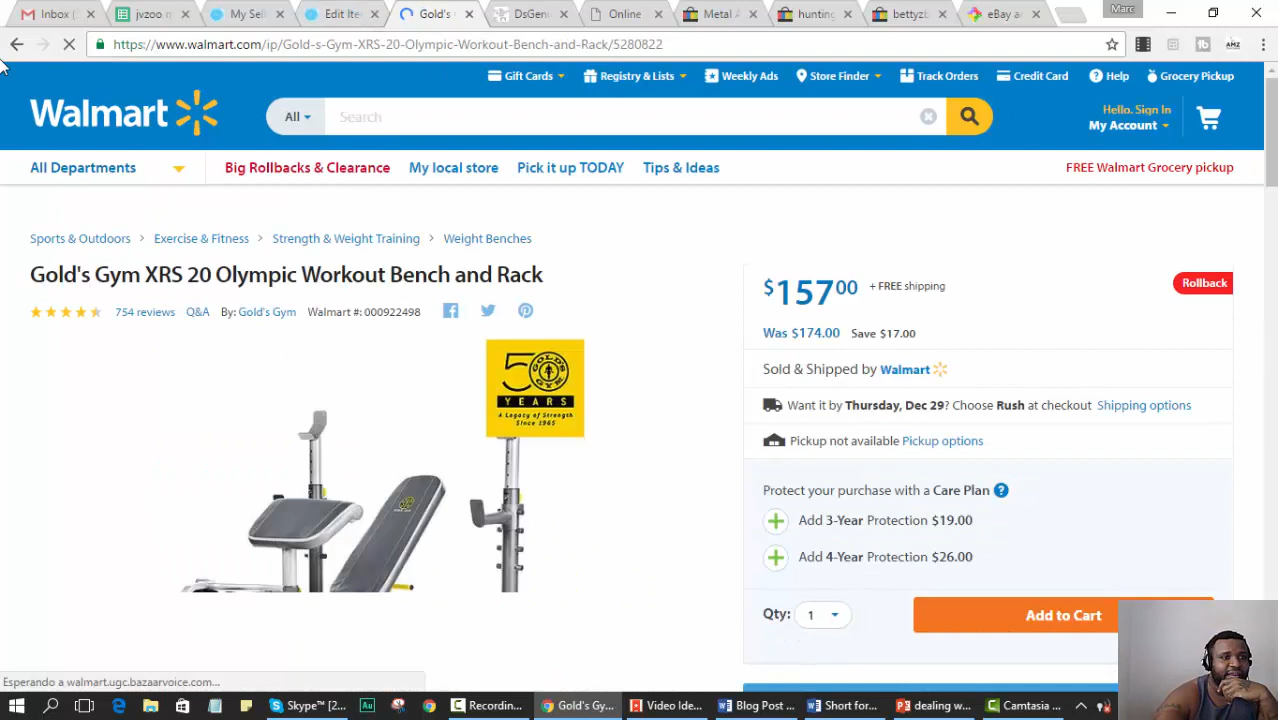 Inbox (
jvzoo n
My Sel
Edit Ite
Gold's
DsGen
Online
Metal A
hunting
bettyzb
eBay a
Marc
https://www.walmart.com/ip/Gold-s-Gym-XRS-20-Olympic-Workout-Bench-and-Rack/5280822
Gift Cards
Registry & Lists
Weekly Ads
Store Finder
Track Orders
Credit Card
Help
Grocery Pickup
Walmart
All
Search
Hello. Sign In
My Account
All Departments
Big Rollbacks & Clearance
My local store
Pick it up TODAY
Tips & Ideas
FREE Walmart Grocery pickup
Sports & Outdoors > Exercise & Fitness > Strength & Weight Training > Weight Benches
Gold's Gym XRS 20 Olympic Workout Bench and Rack
754 reviews Q&A By: Gold's Gym Walmart #: 000922498
50
GOLD'S GYM
YEARS
A Legacy of Strength
Since 1965
$157.00 + FREE shipping
Rollback
Was $174.00 Save $17.00
Sold & Shipped by Walmart
Want it by Thursday, Dec 29? Choose Rush at checkout Shipping options
Pickup not available Pickup options
Protect your purchase with a Care Plan ?
Add 3-Year Protection $19.00
Add 4-Year Protection $26.00
Qty: 1
Add to Cart
Esperando a walmart.ugc.bazaarvoice.com...
Skype™ [2...
Au
Recordin...
Gold's Gy...
Video Ide...
Blog Post ...
Short for...
dealing w...
Camtasia ...